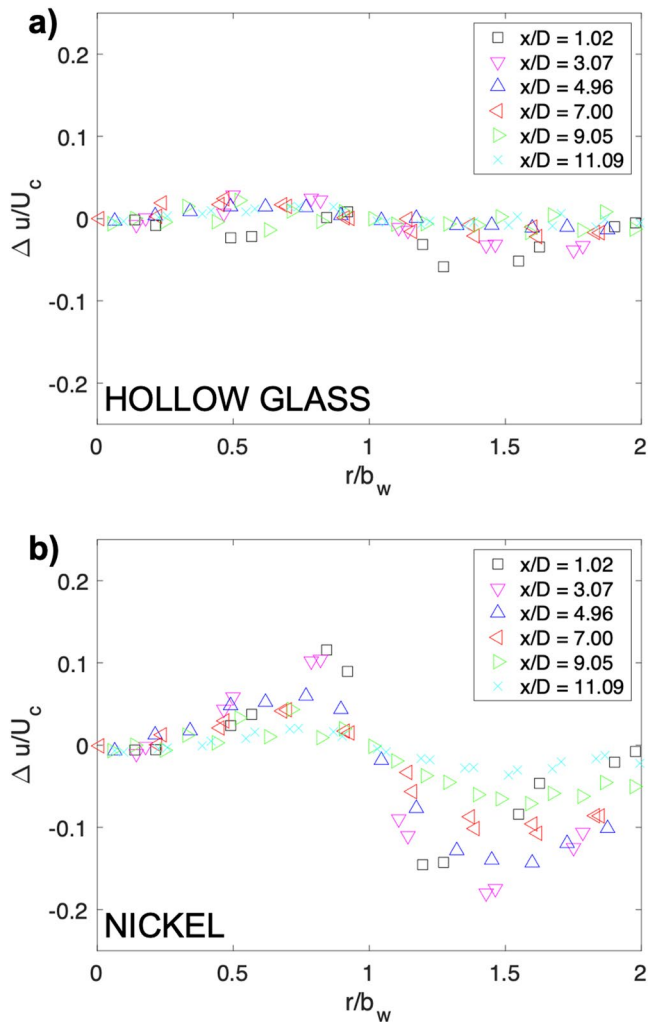 a)
0.2
0.1
0
-0.1
-0.2
Δ u/U_c
x/D = 1.02
x/D = 3.07
x/D = 4.96
x/D = 7.00
x/D = 9.05
x/D = 11.09
HOLLOW GLASS
0 0.5 1 1.5 2
r/b_w
b)
0.2
0.1
0
-0.1
-0.2
Δ u/U_c
x/D = 1.02
x/D = 3.07
x/D = 4.96
x/D = 7.00
x/D = 9.05
x/D = 11.09
NICKEL
0 0.5 1 1.5 2
r/b_w